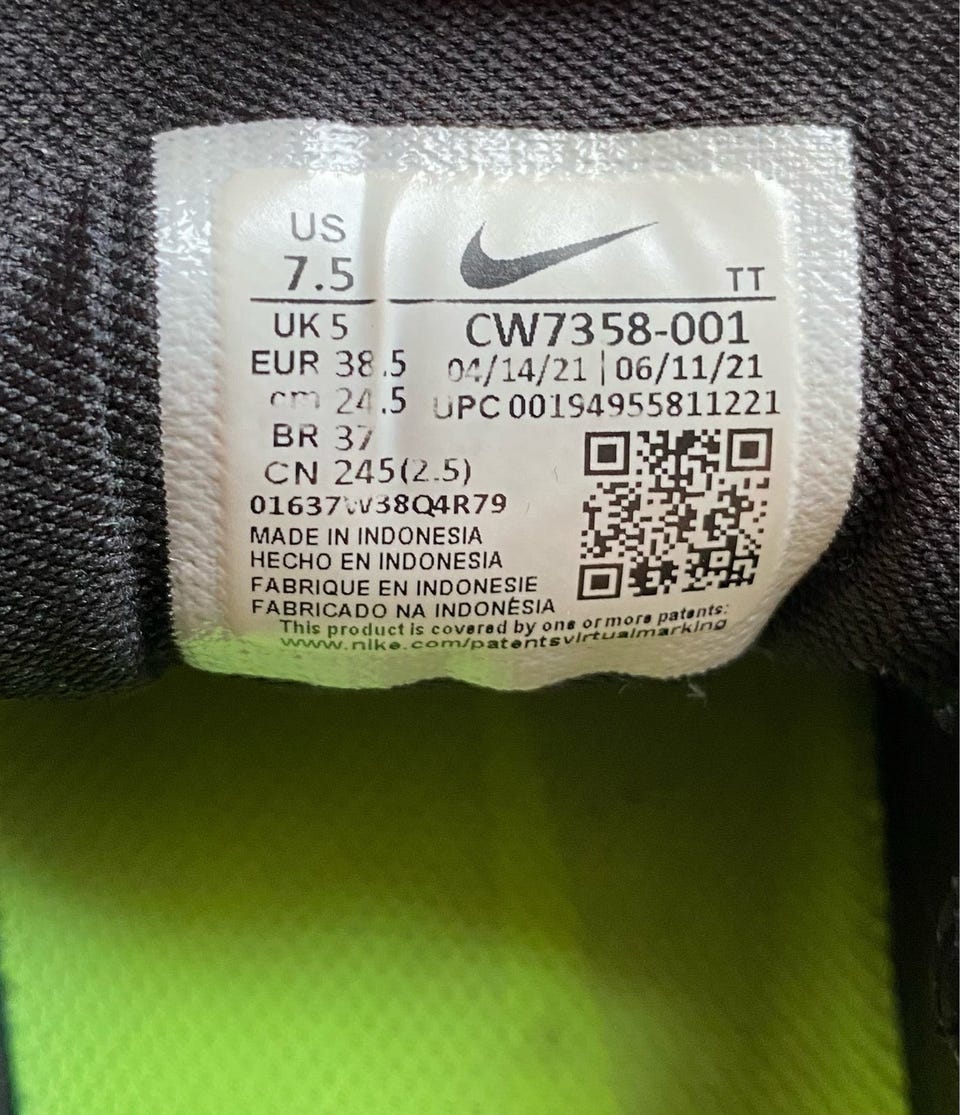 US
7.5
TT
UK 5
CW7358-001
EUR 38.5
04/14/21 | 06/11/21
cm 24.5
UPC 00194955811221
BR 37
CN 245(2.5)
01637W38Q4R79
MADE IN INDONESIA
HECHO EN INDONESIA
FABRIQUE EN INDONESIE
FABRICADO NA INDONÉSIA
This product is covered by one or more patents:
www.nike.com/patentsvirtualmarking